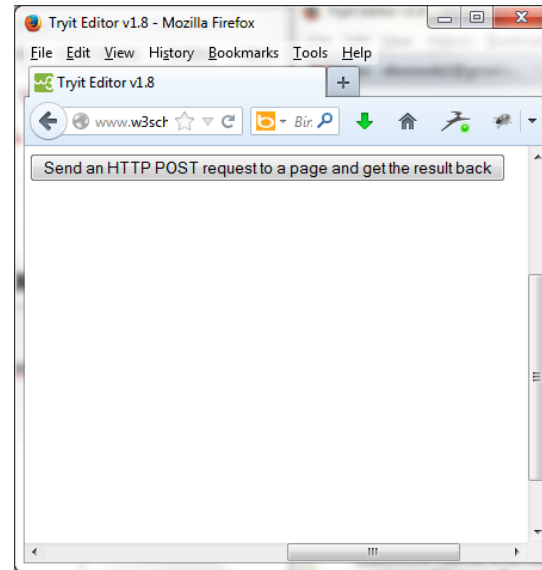 Tryit Editor v1.8 - Mozilla Firefox
File Edit View History Bookmarks Tools Help
Tryit Editor v1.8
www.w3sch
Send an HTTP POST request to a page and get the result back